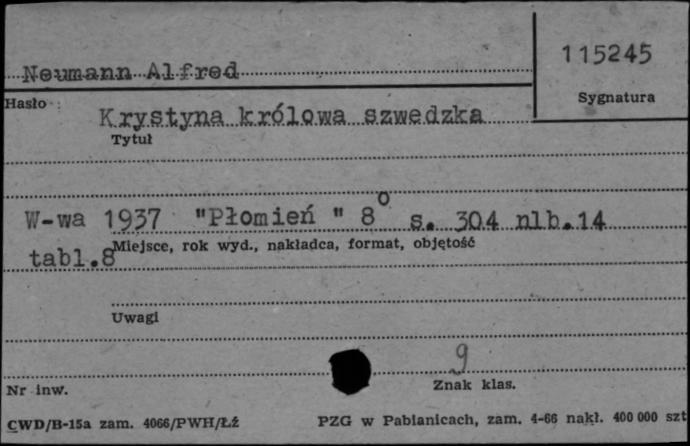 Neumann Alfred
115245
Hasło
Sygnatura
Krystyna królowa szwedzka
Tytuł
W-wa 1937 "Płomień " 8⁰ s. 304 nlb.14
Miejsce, rok wyd., nakładca, format, objętość
tabl.8
Uwagi
9
Nr inw.
Znak klas.
CWD/B-15a zam. 4066/PWH/Łź
PZG w Pabianicach, zam. 4-66 nakł. 400 000 szt